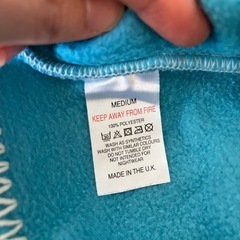 MEDIUM
KEEP AWAY FROM FIRE
100% POLYESTER
WASH AS SYNTHETICS
WASH WITH SIMILAR
COLOURS
DO NOT TUMBLE DRY
NOT INTENDED FOR
NIGHTWEAR
MADE IN THE U.K.